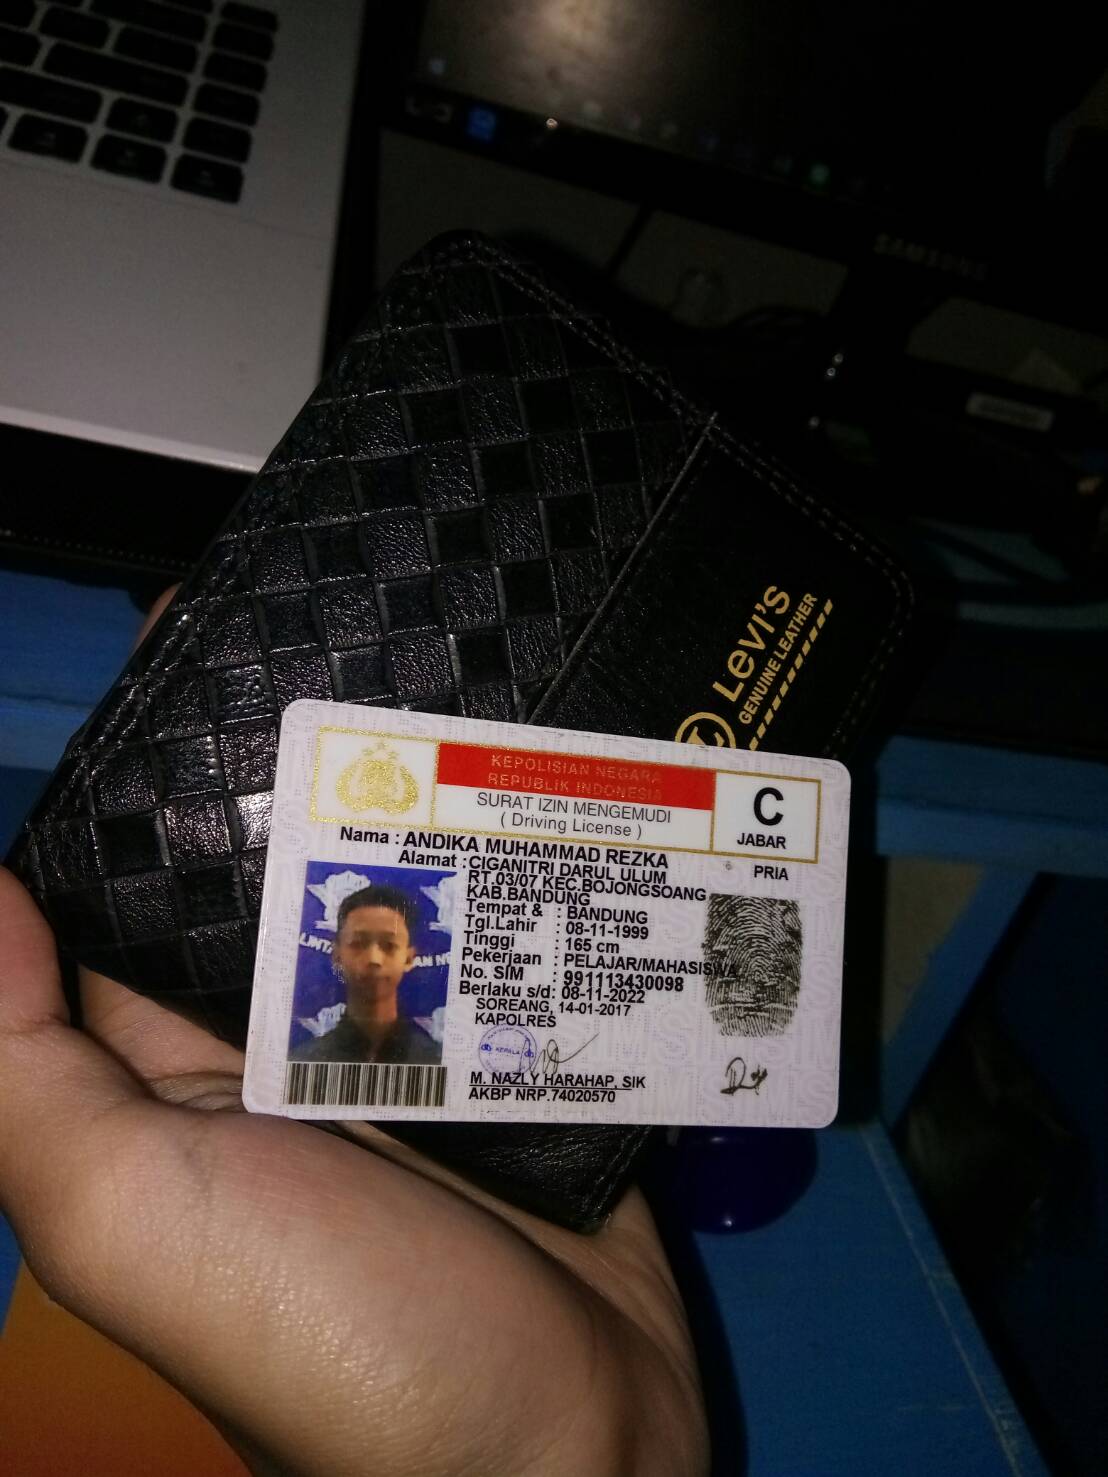 SAMSUNG
Levi's
GENUINE LEATHER
KEPOLISIAN NEGARA
REPUBLIK INDONESIA
SURAT IZIN MENGEMUDI
( Driving License )
C
JABAR
PRIA
Nama : ANDIKA MUHAMMAD REZKA
Alamat : CIGANITRI DARUL ULUM
RT.03/07 KEC.BOJONGSOANG
KAB.BANDUNG
Tempat & : BANDUNG
Tgl.Lahir : 08-11-1999
Tinggi : 165 cm
Pekerjaan : PELAJAR/MAHASISWA
No. SIM : 991113430098
Berlaku s/d: 08-11-2022
SOREANG, 14-01-2017
KAPOLRES
KEPALA
M. NAZLY HARAHAP, SIK
AKBP NRP.74020570